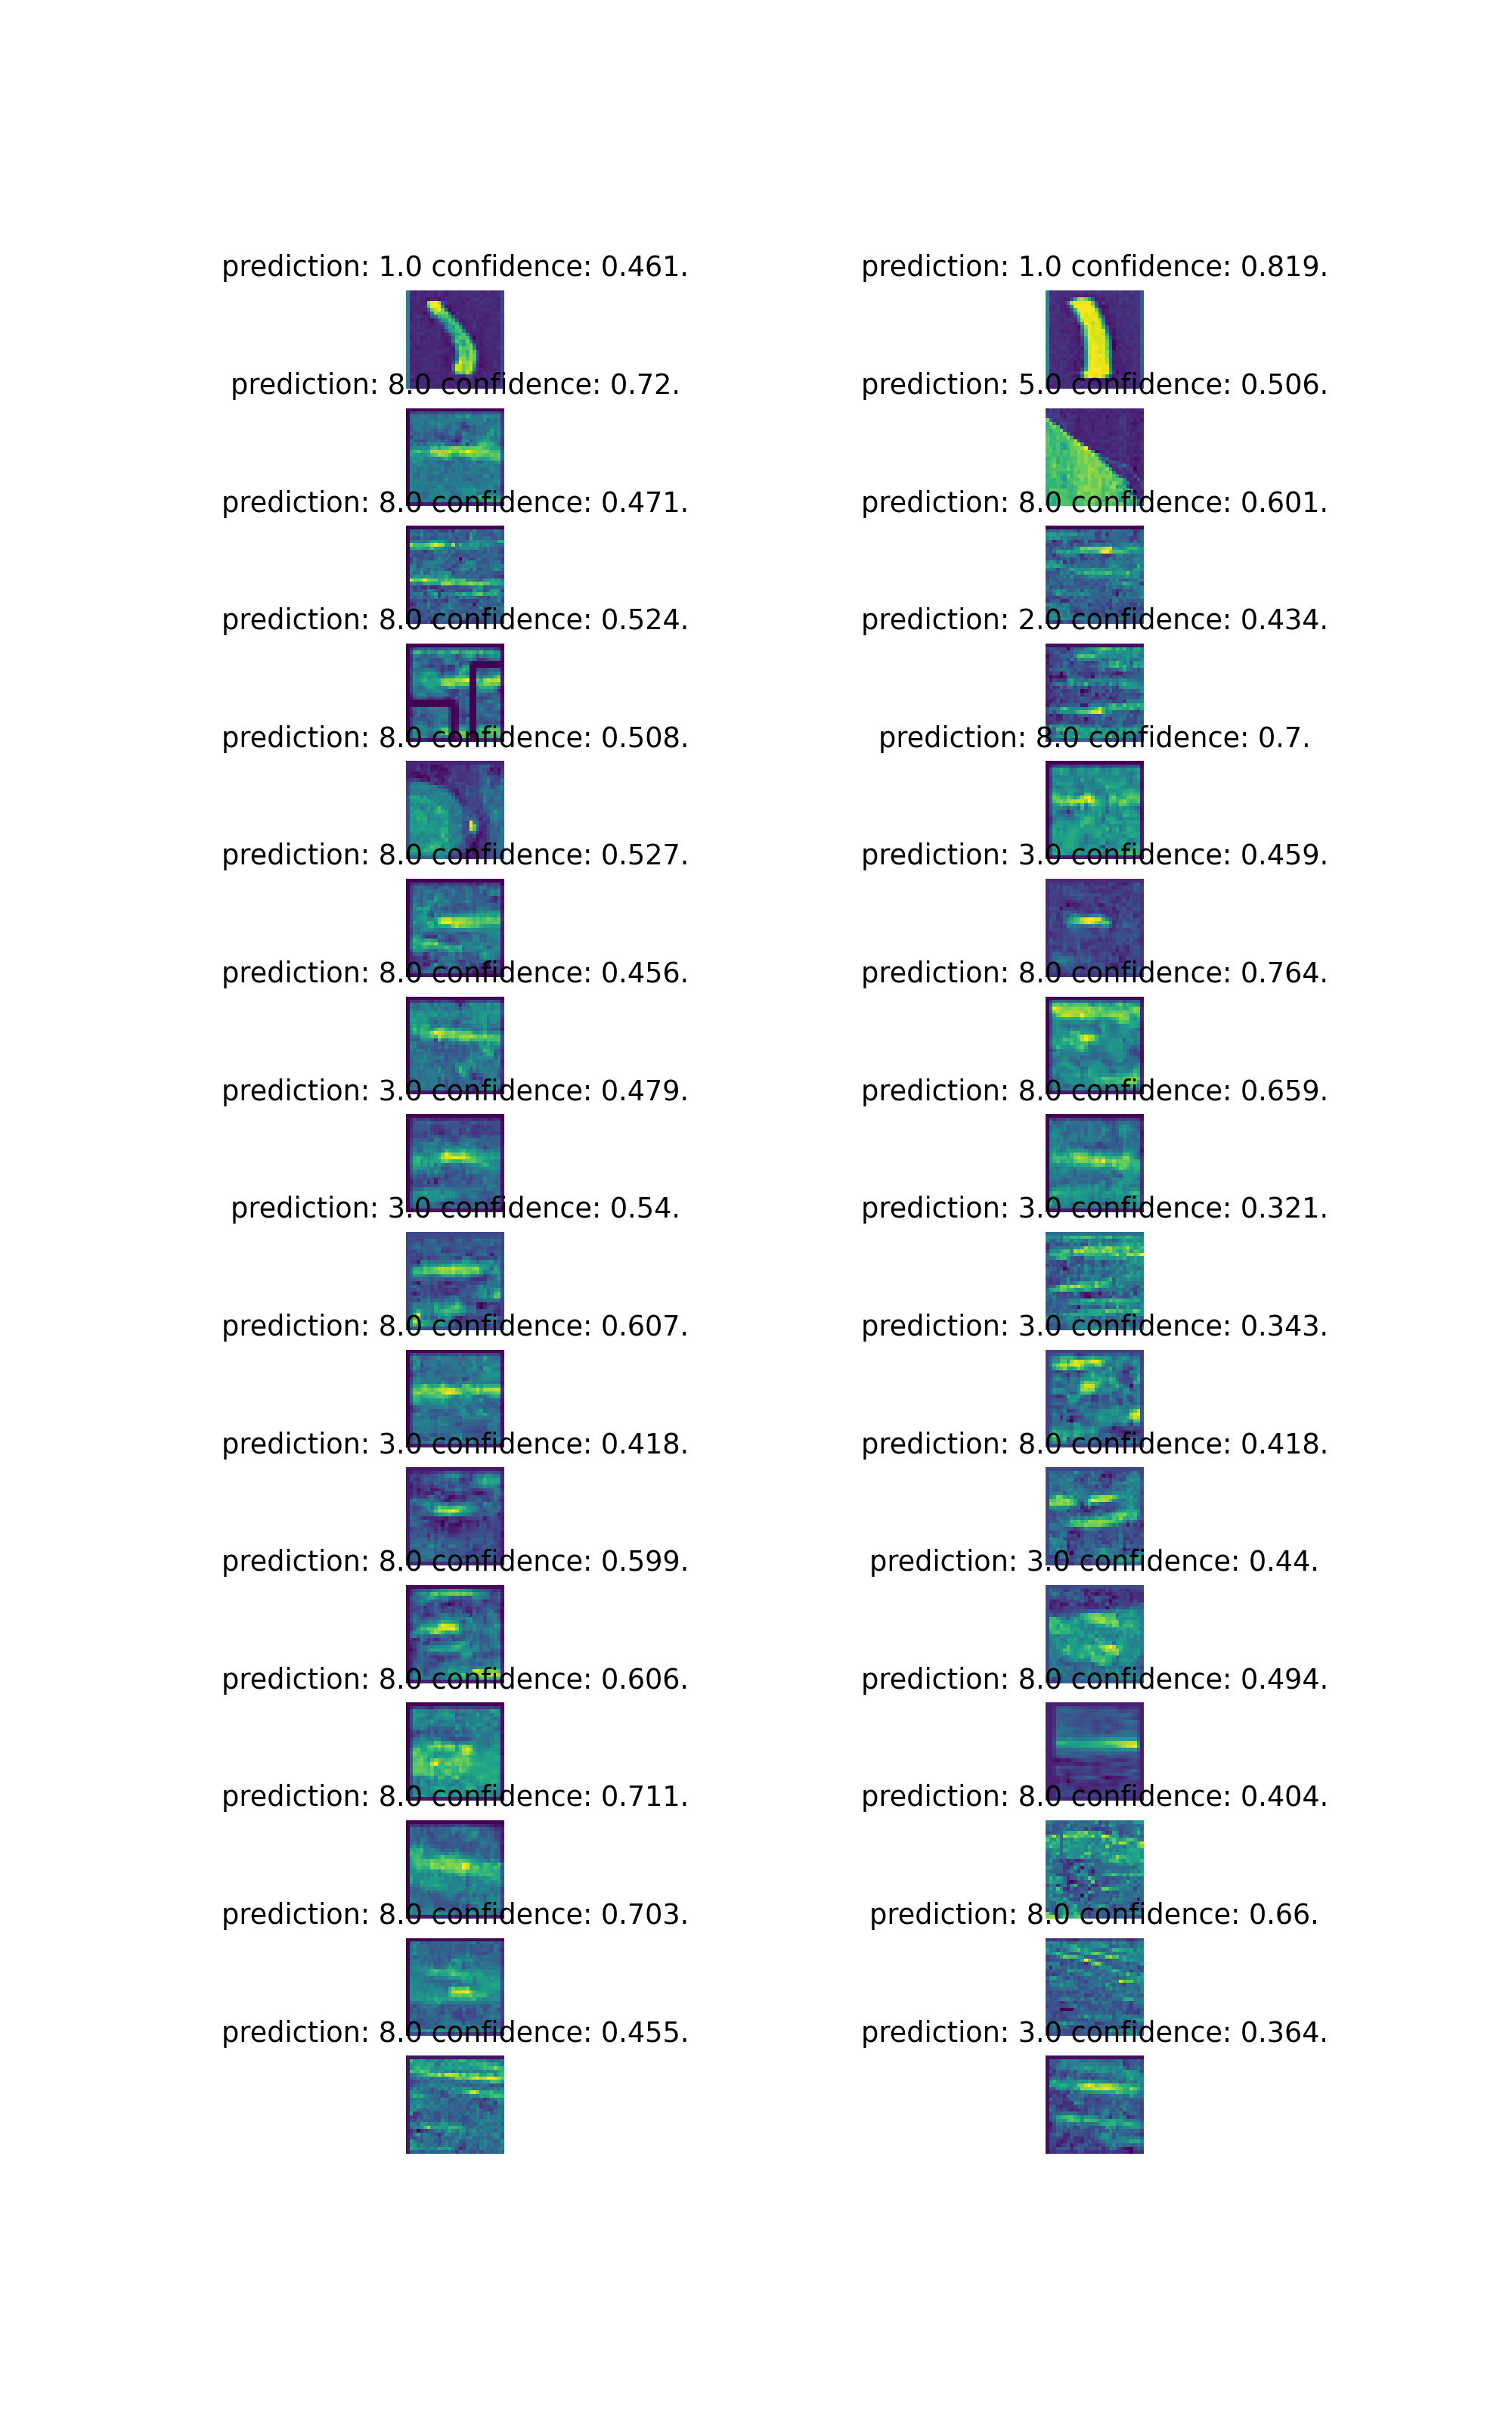 prediction: 1.0 confidence: 0.461. prediction: 1.0 confidence: 0.819.
prediction: 8.0 confidence: 0.72. prediction: 5.0 confidence: 0.506.
prediction: 8.0 confidence: 0.471. prediction: 8.0 confidence: 0.601.
prediction: 8.0 confidence: 0.524. prediction: 2.0 confidence: 0.434.
prediction: 8.0 confidence: 0.508. prediction: 8.0 confidence: 0.7.
prediction: 8.0 confidence: 0.527. prediction: 3.0 confidence: 0.459.
prediction: 8.0 confidence: 0.456. prediction: 8.0 confidence: 0.764.
prediction: 3.0 confidence: 0.479. prediction: 8.0 confidence: 0.659.
prediction: 3.0 confidence: 0.54. prediction: 3.0 confidence: 0.321.
prediction: 8.0 confidence: 0.607. prediction: 3.0 confidence: 0.343.
prediction: 3.0 confidence: 0.418. prediction: 8.0 confidence: 0.418.
prediction: 8.0 confidence: 0.599. prediction: 3.0 confidence: 0.44.
prediction: 8.0 confidence: 0.606. prediction: 8.0 confidence: 0.494.
prediction: 8.0 confidence: 0.711. prediction: 8.0 confidence: 0.404.
prediction: 8.0 confidence: 0.703. prediction: 8.0 confidence: 0.66.
prediction: 8.0 confidence: 0.455. prediction: 3.0 confidence: 0.364.